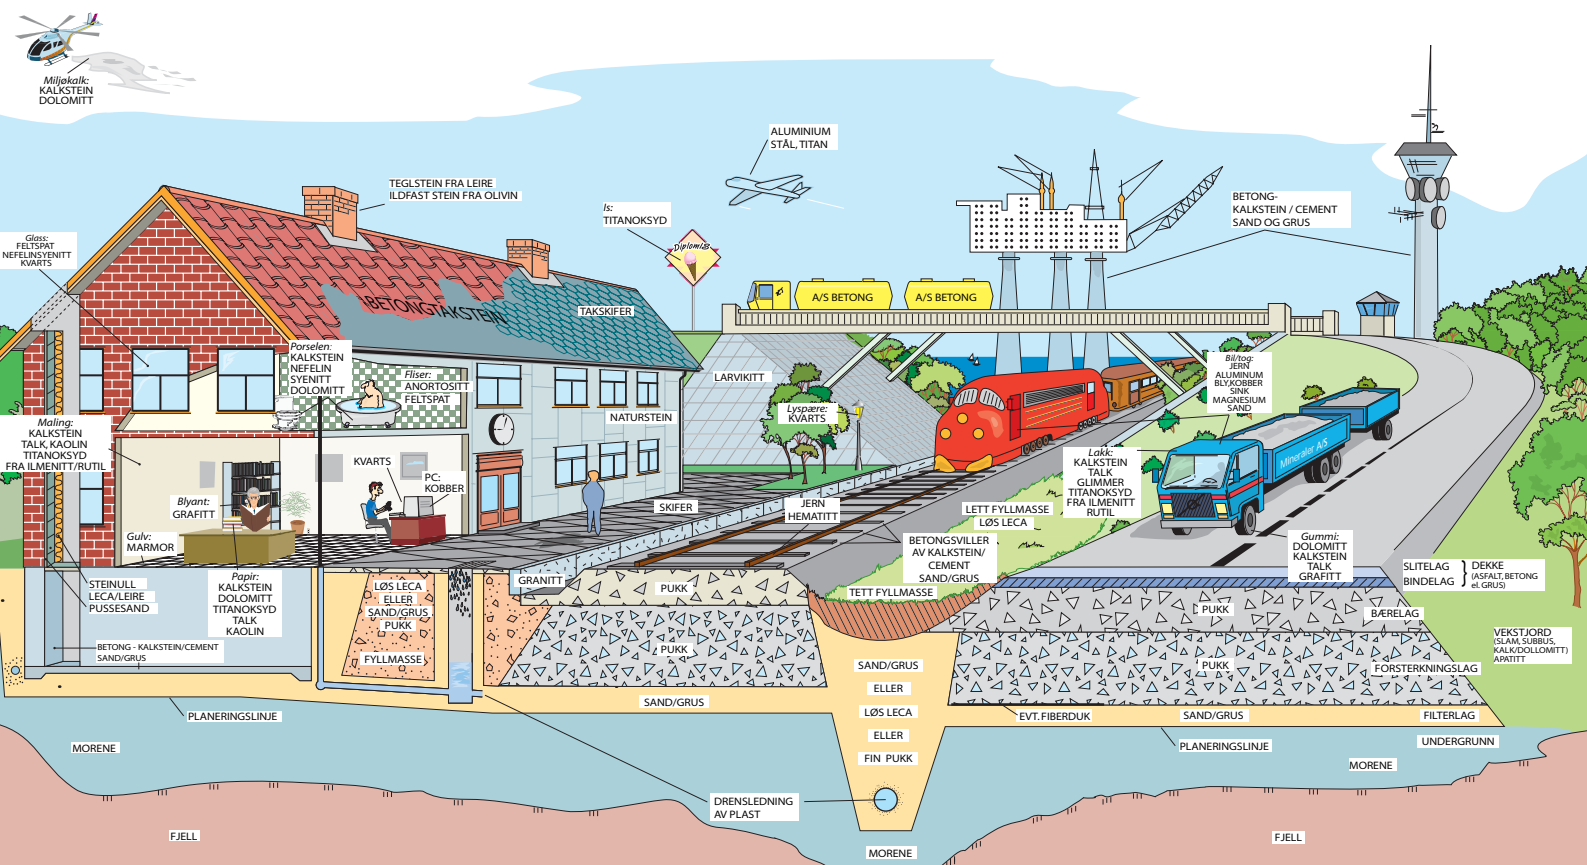 Miljøkalk:
KALKSTEIN
DOLOMITT
ALUMINIUM
STÅL, TITAN
TEGLSTEIN FRA LEIRE
ILDFAST STEIN FRA OLIVIN
Is:
TITANOKSYD
BETONG-
KALKSTEIN / CEMENT
SAND OG GRUS
Glass:
FELTSPAT
NEFELINSYENITT
KVARTS
Diplom-is
A/S BETONG
A/S BETONG
BETONGTAKSTEIN
TAKSKIFER
Porselen:
KALKSTEIN
NEFELIN
SYENITT
DOLOMITT
Fliser:
ANORTOSITT
FELTSPAT
LARVIKITT
Bil/tog:
JERN
ALUMINUM
BLY,KOBBER
SINK
MAGNESIUM
SAND
Lyspære:
KVARTS
NATURSTEIN
Maling:
KALKSTEIN
TALK, KAOLIN
TITANOKSYD
FRA ILMENITT/RUTIL
Mineraler A/S
Lakk:
KALKSTEIN
TALK
GLIMMER
TITANOKSYD
FRA ILMENITT
RUTIL
KVARTS
PC:
KOBBER
Blyant:
GRAFITT
SKIFER
JERN
HEMATITT
LETT FYLLMASSE
LØS LECA
Gulv:
MARMOR
BETONGSVILLER
AV KALKSTEIN/
CEMENT
SAND/GRUS
Gummi:
DOLOMITT
KALKSTEIN
TALK
GRAFITT
SLITELAG
BINDELAG
DEKKE
(ASFALT, BETONG
el. GRUS)
STEINULL
LECA/LEIRE
PUSSESAND
Papir:
KALKSTEIN
DOLOMITT
TITANOKSYD
TALK
KAOLIN
LØS LECA
ELLER
SAND/GRUS
PUKK
FYLLMASSE
GRANITT
PUKK
TETT FYLLMASSE
PUKK
BÆRELAG
BETONG - KALKSTEIN/CEMENT
SAND/GRUS
PUKK
SAND/GRUS
ELLER
LØS LECA
ELLER
FIN PUKK
PUKK
FORSTERKNINGSLAG
VEKSTJORD
(SLAM, SUBBUS,
KALK/DOLLOMITT)
APATITT
SAND/GRUS
PLANERINGSLINJE
EVT. FIBERDUK
SAND/GRUS
FILTERLAG
MORENE
PLANERINGSLINJE
UNDERGRUNN
MORENE
DRENSLEDNING
AV PLAST
FJELL
MORENE
FJELL